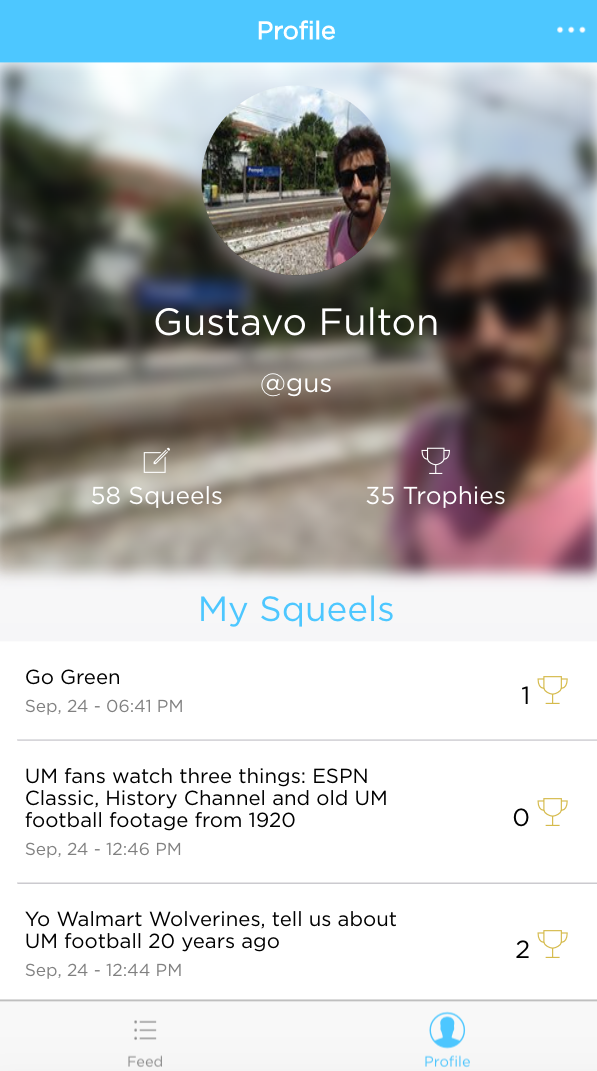 Profile
Pompei
Gustavo Fulton
@gus
58 Squeels
35 Trophies
My Squeels
Go Green
Sep, 24 - 06:41 PM
1
UM fans watch three things: ESPN
Classic, History Channel and old UM
football footage from 1920
Sep, 24 - 12:46 PM
0
Yo Walmart Wolverines, tell us about
UM football 20 years ago
Sep, 24 - 12:44 PM
2
Feed
Profile